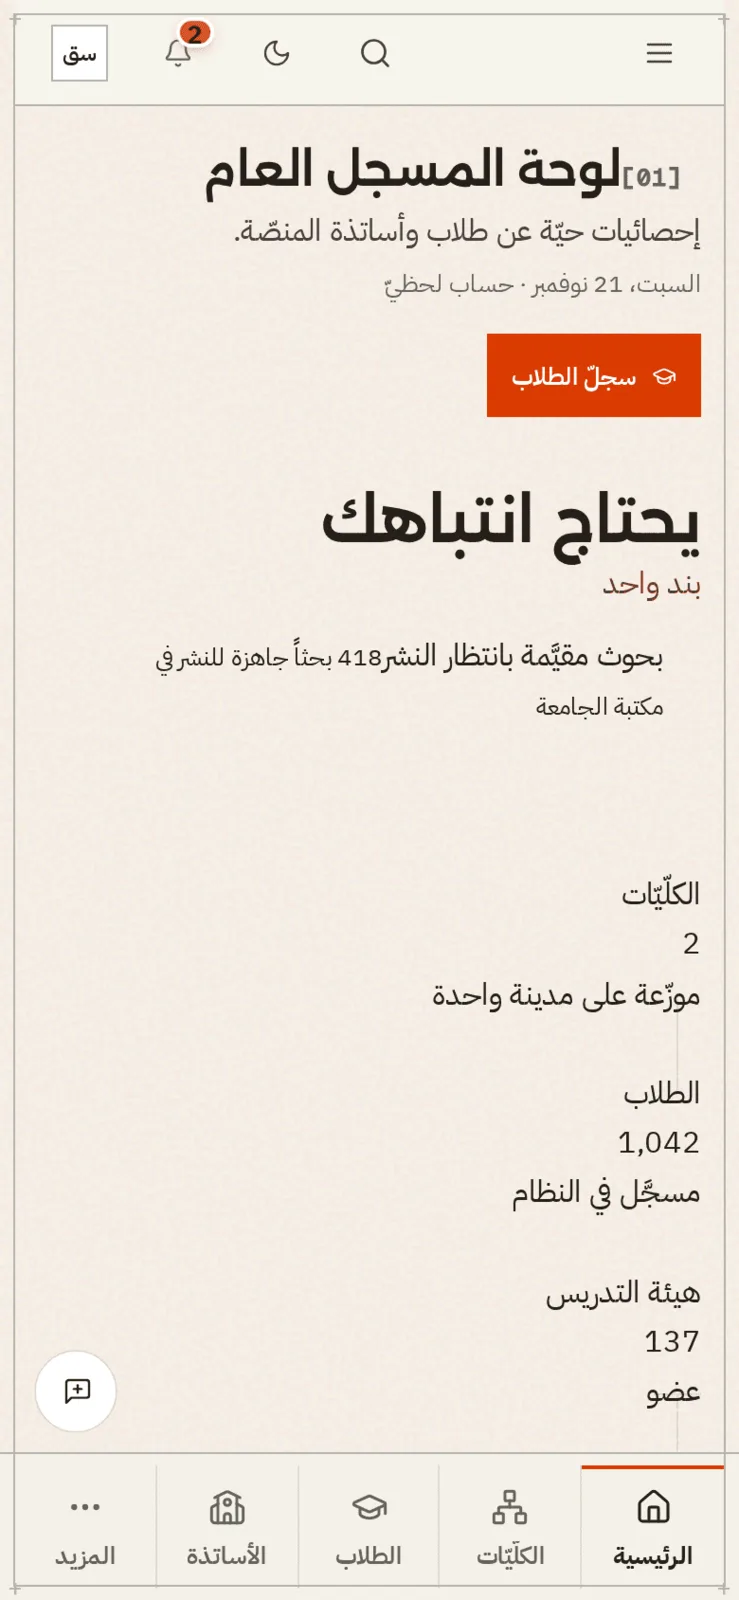 2
سق
[01]لوحة المسجل العام
إحصائيات حيّة عن طلاب وأساتذة المنصّة.
السبت، 21 نوفمبر · حساب لحظيّ
سجلّ الطلاب
يحتاج انتباهك
بند واحد
بحوث مقيَّمة بانتظار النشر418 بحثاً جاهزة للنشر في
مكتبة الجامعة
الكلّيّات
2
موزّعة على مدينة واحدة
الطلاب
1,042
مسجَّل في النظام
هيئة التدريس
137
عضو
الرئيسية
الكلّيّات
الطلاب
الأساتذة
المزيد